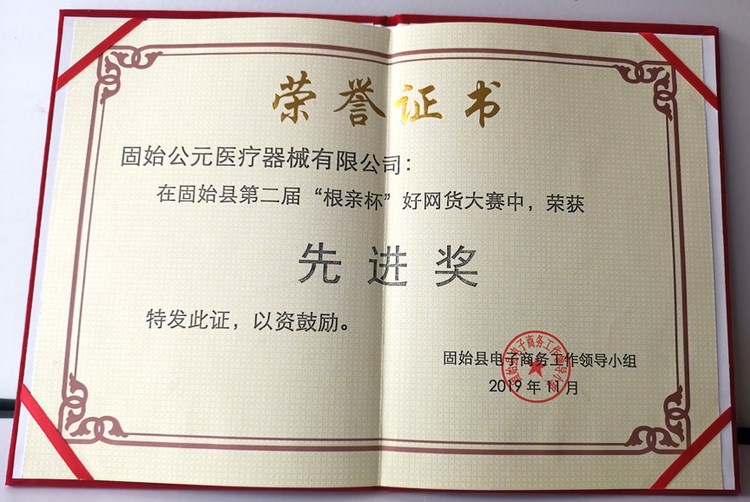 荣誉证书
固始公元医疗器械有限公司：
在固始县第二届“根亲杯”好网货大赛中，荣获
先进奖
特发此证，以资鼓励。
固始县电子商务工作领导小组
2019年11月